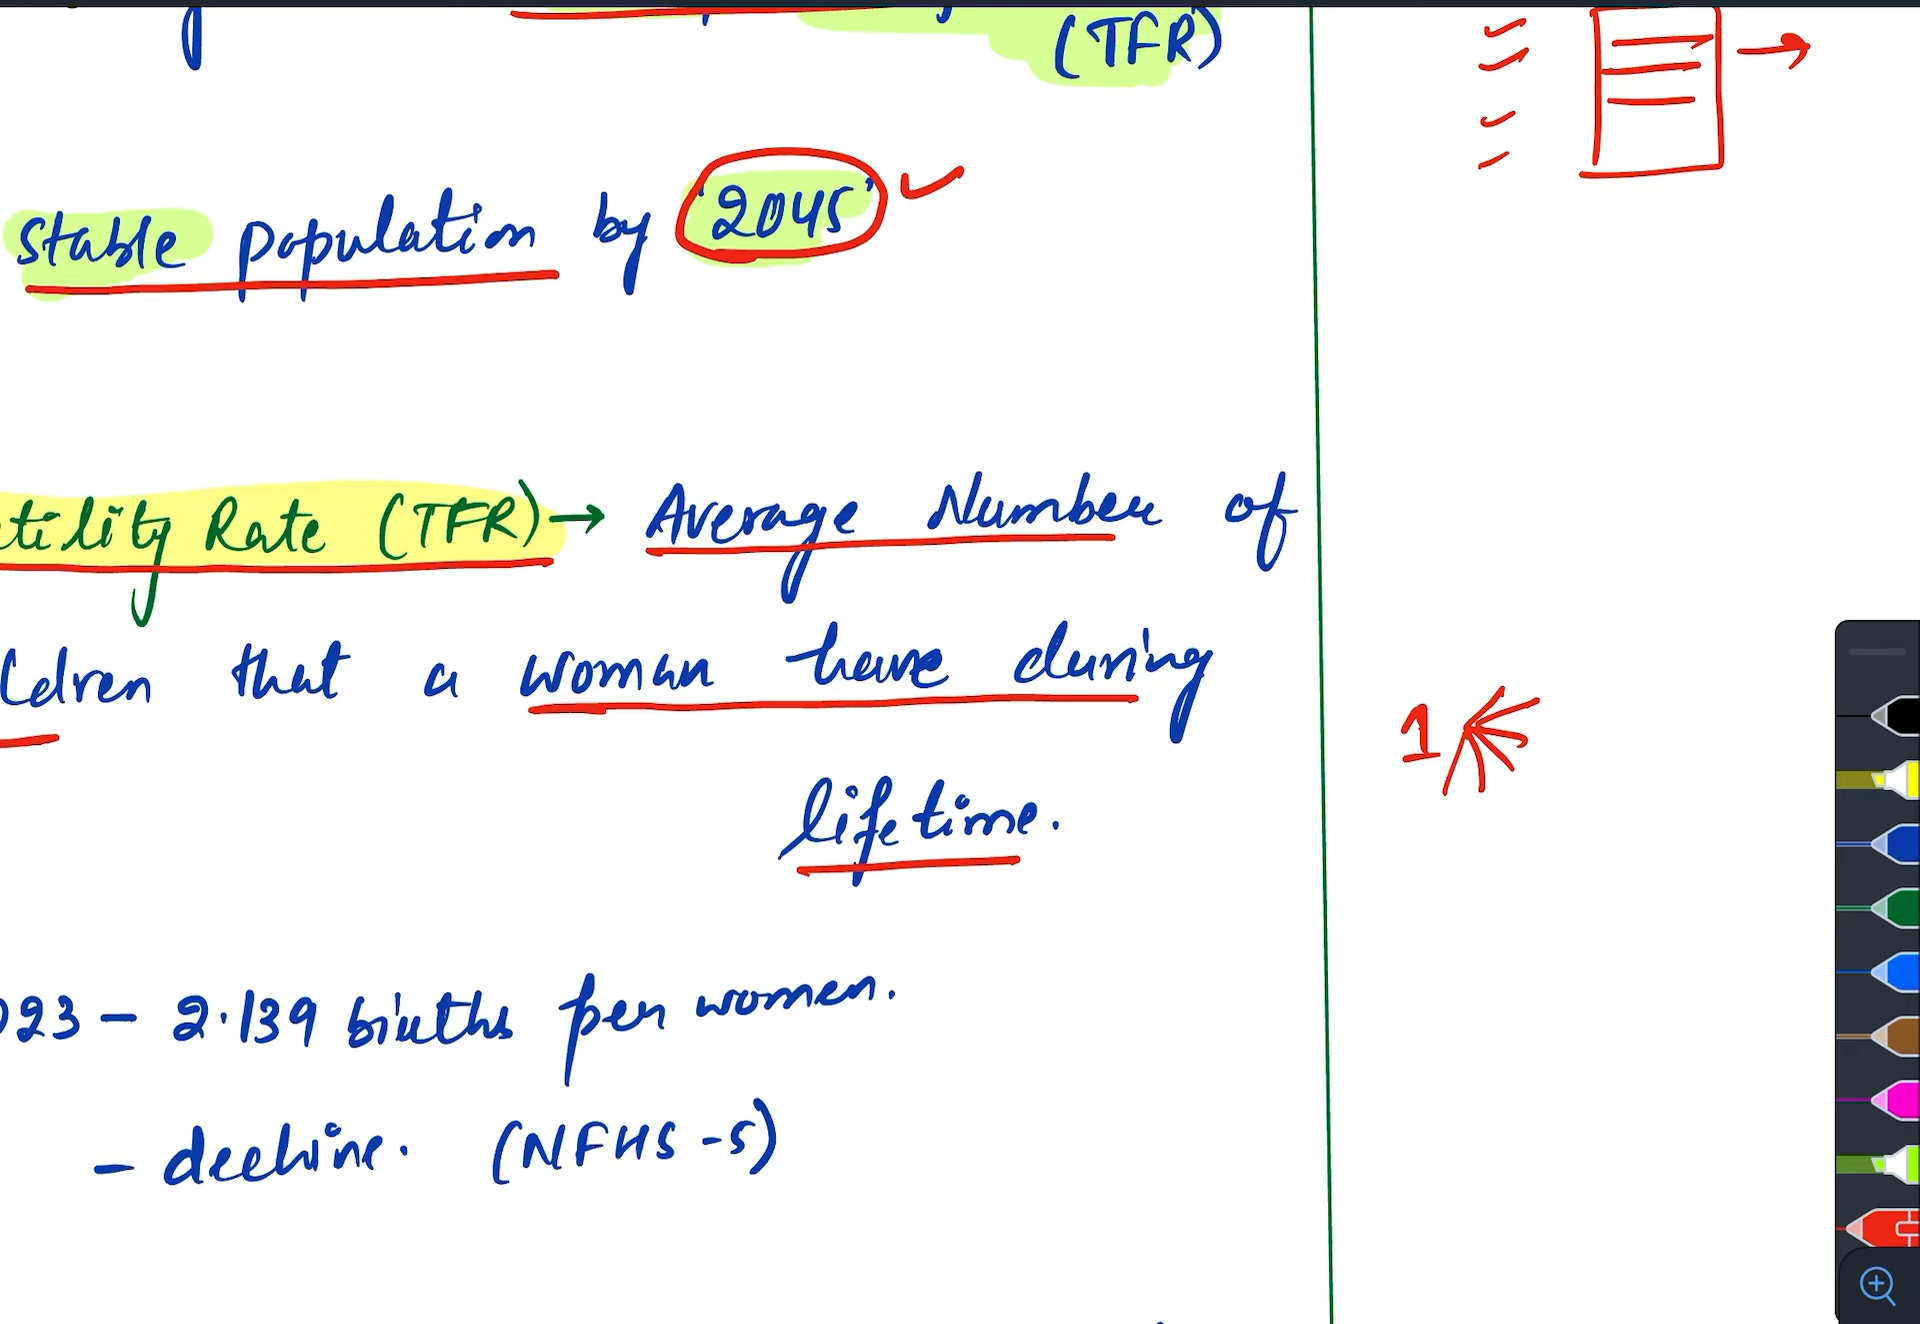 (TFR)
Stable population by '2045'
tility Rate (TFR) → Average Number of
ldren that a woman have during
lifetime.
1
023 - 2.139 births per women.
- decline. (NFHS-5)